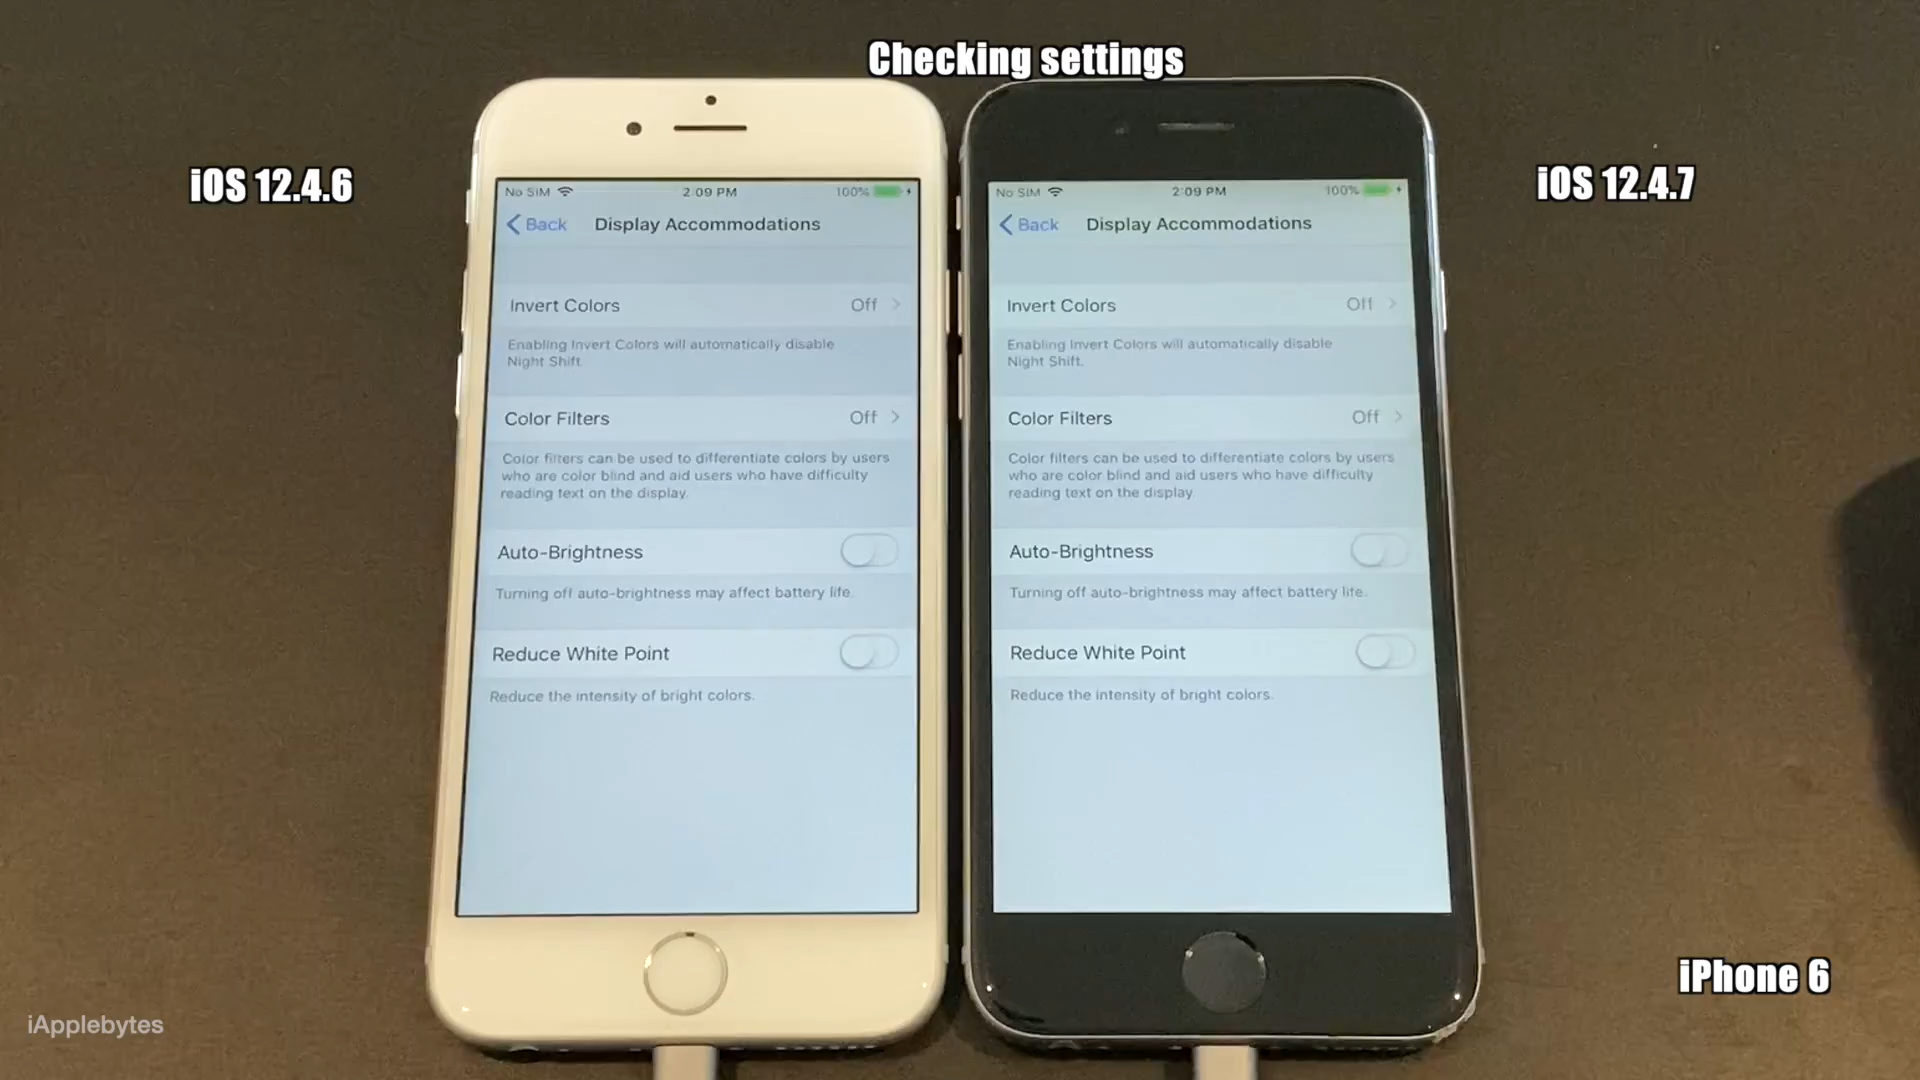 Checking settings
iOS 12.4.6
iOS 12.4.7
No SIM 2:09 PM 100%
Back Display Accommodations
Invert Colors Off
Enabling Invert Colors will automatically disable
Night Shift.
Color Filters Off
Color filters can be used to differentiate colors by users
who are color blind and aid users who have difficulty
reading text on the display.
Auto-Brightness
Turning off auto-brightness may affect battery life.
Reduce White Point
Reduce the intensity of bright colors.
No SIM 2:09 PM 100%
Back Display Accommodations
Invert Colors Off
Enabling Invert Colors will automatically disable
Night Shift.
Color Filters Off
Color filters can be used to differentiate colors by users
who are color blind and aid users who have difficulty
reading text on the display.
Auto-Brightness
Turning off auto-brightness may affect battery life.
Reduce White Point
Reduce the intensity of bright colors.
iPhone 6
iApplebytes